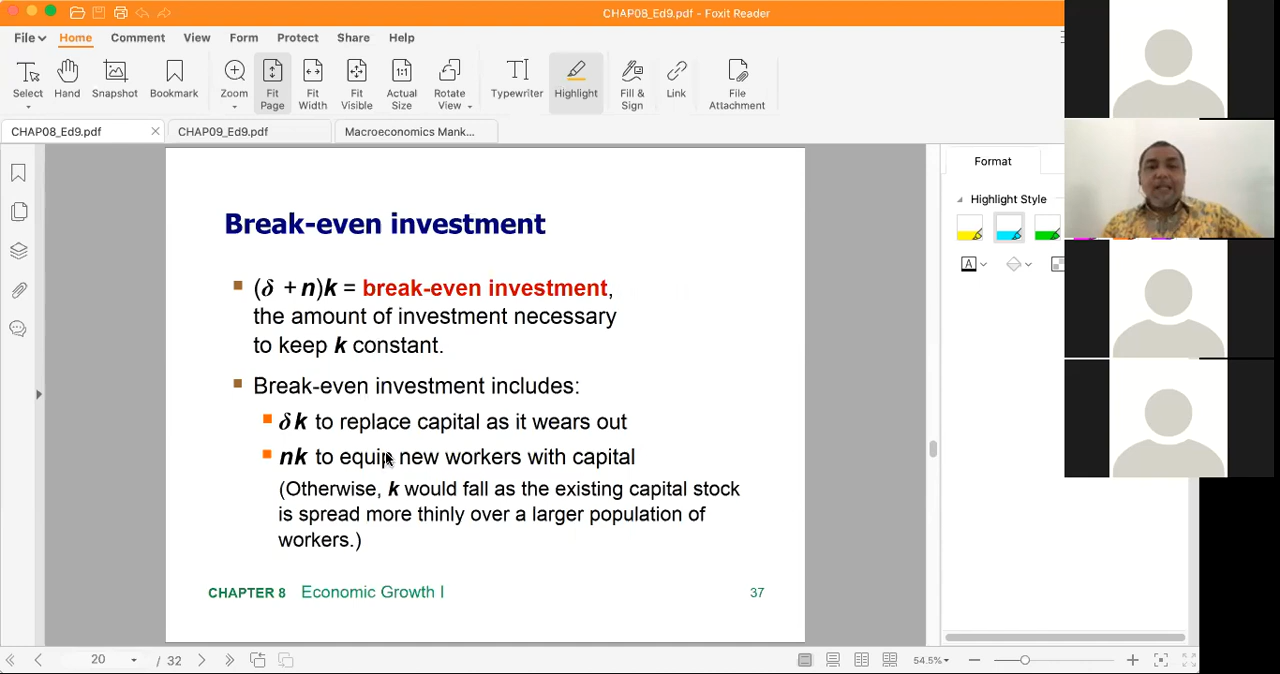 CHAP08_Ed9.pdf - Foxit Reader
File Home Comment View Form Protect Share Help
Select Hand Snapshot Bookmark Zoom Fit Page Fit Width Fit Visible Actual Size Rotate View Typewriter Highlight Fill & Sign Link File Attachment
CHAP08_Ed9.pdf CHAP09_Ed9.pdf Macroeconomics Mank...
Format
Highlight Style
Break-even investment
(δ + n)k = break-even investment,
the amount of investment necessary
to keep k constant.
Break-even investment includes:
δk to replace capital as it wears out
nk to equip new workers with capital
(Otherwise, k would fall as the existing capital stock
is spread more thinly over a larger population of
workers.)
CHAPTER 8 Economic Growth I 37
20 / 32 54.5%